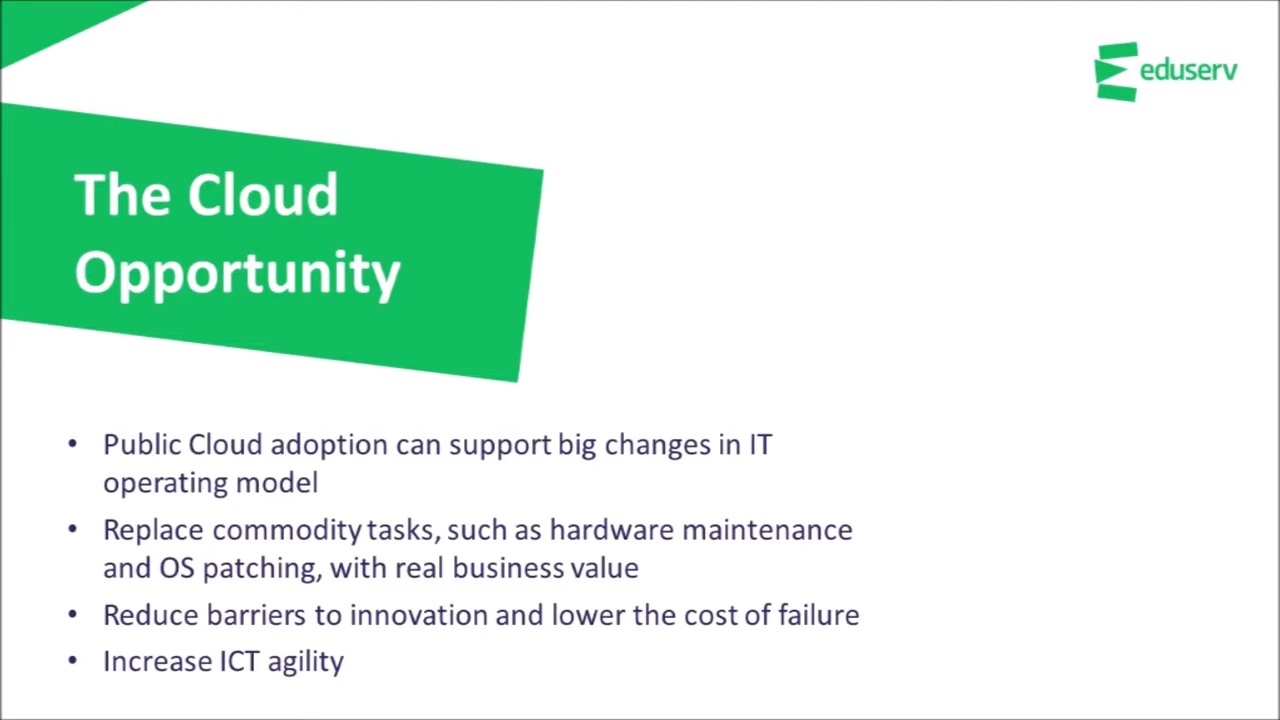 eduserv
The Cloud
Opportunity
• Public Cloud adoption can support big changes in IT
operating model
• Replace commodity tasks, such as hardware maintenance
and OS patching, with real business value
• Reduce barriers to innovation and lower the cost of failure
• Increase ICT agility